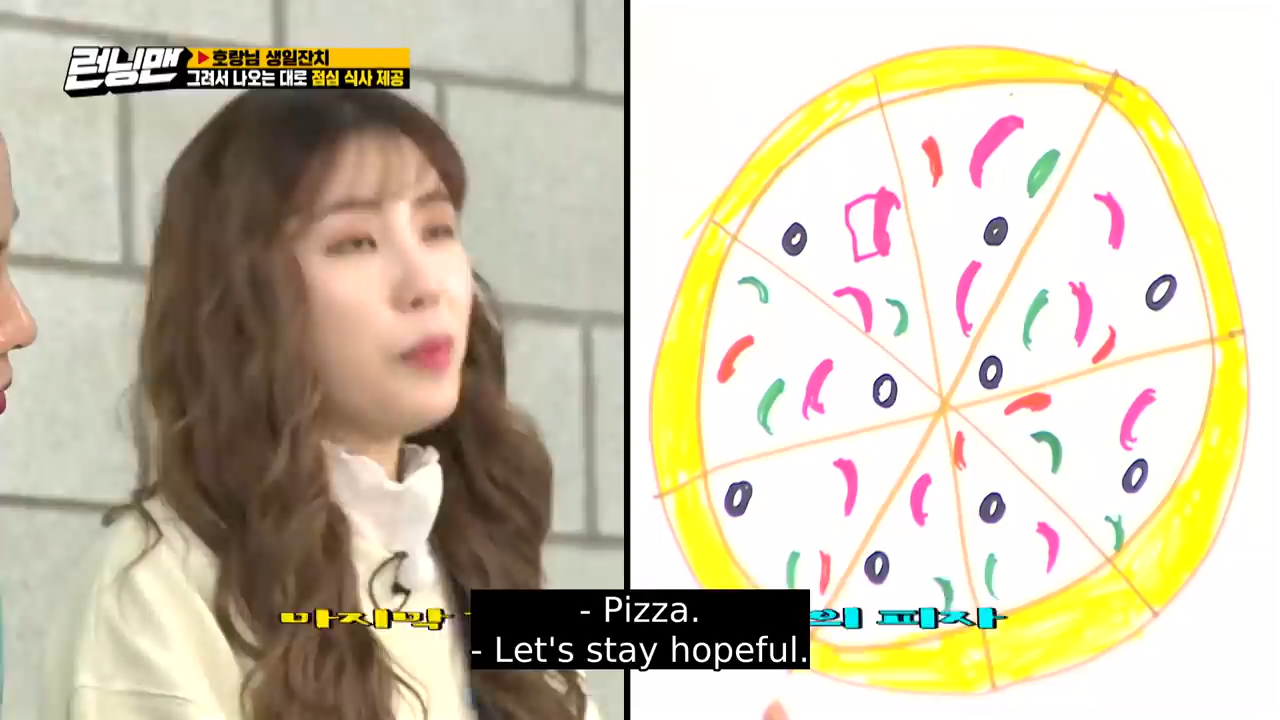 런닝맨
호랑님 생일잔치
그려서 나오는 대로 점심 식사 제공
마지막
의 피자
- Pizza.
- Let's stay hopeful.